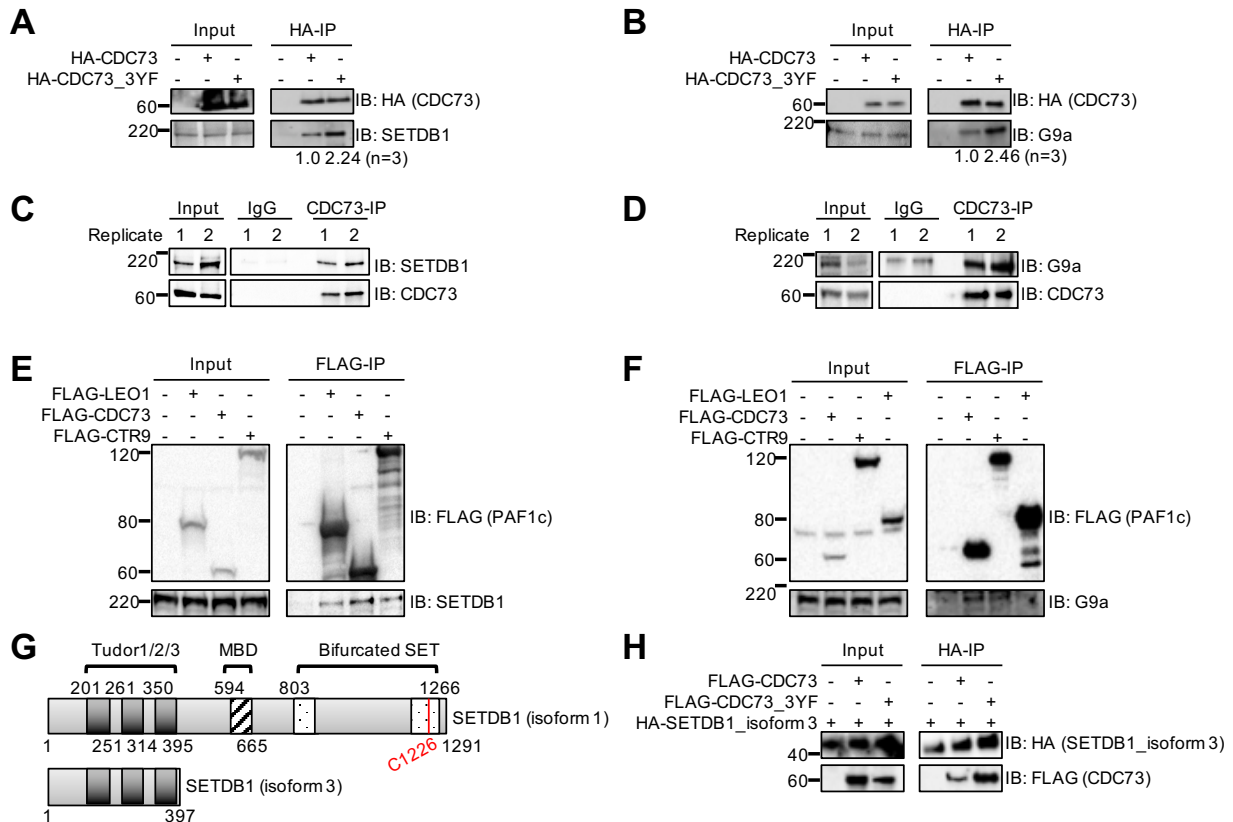 A
Input HA-IP
HA-CDC73 - + - - + -
HA-CDC73_3YF - - + - - +
60 IB: HA (CDC73)
220 IB: SETDB1
1.0 2.24 (n=3)
B
Input HA-IP
HA-CDC73 - + - - + -
HA-CDC73_3YF - - + - - +
60 IB: HA (CDC73)
220 IB: G9a
1.0 2.46 (n=3)
C
Input IgG CDC73-IP
Replicate 1 2 1 2 1 2
220 IB: SETDB1
60 IB: CDC73
D
Input IgG CDC73-IP
Replicate 1 2 1 2 1 2
220 IB: G9a
60 IB: CDC73
E
Input FLAG-IP
FLAG-LEO1 - + - - - + - -
FLAG-CDC73 - - + - - - + -
FLAG-CTR9 - - - + - - - +
120
80 IB: FLAG (PAF1c)
60
220 IB: SETDB1
F
Input FLAG-IP
FLAG-LEO1 - - - + - - - +
FLAG-CDC73 - + - - - + - -
FLAG-CTR9 - - + - - - + -
120
80 IB: FLAG (PAF1c)
60
220 IB: G9a
G
Tudor1/2/3 MBD Bifurcated SET
201 261 350 594 803 1266
SETDB1 (isoform 1)
1 251 314 395 665 C1226 1291
SETDB1 (isoform 3)
1 397
H
Input HA-IP
FLAG-CDC73 - + - - + -
FLAG-CDC73_3YF - - + - - +
HA-SETDB1_isoform3 + + + + + +
40 IB: HA (SETDB1_isoform 3)
60 IB: FLAG (CDC73)